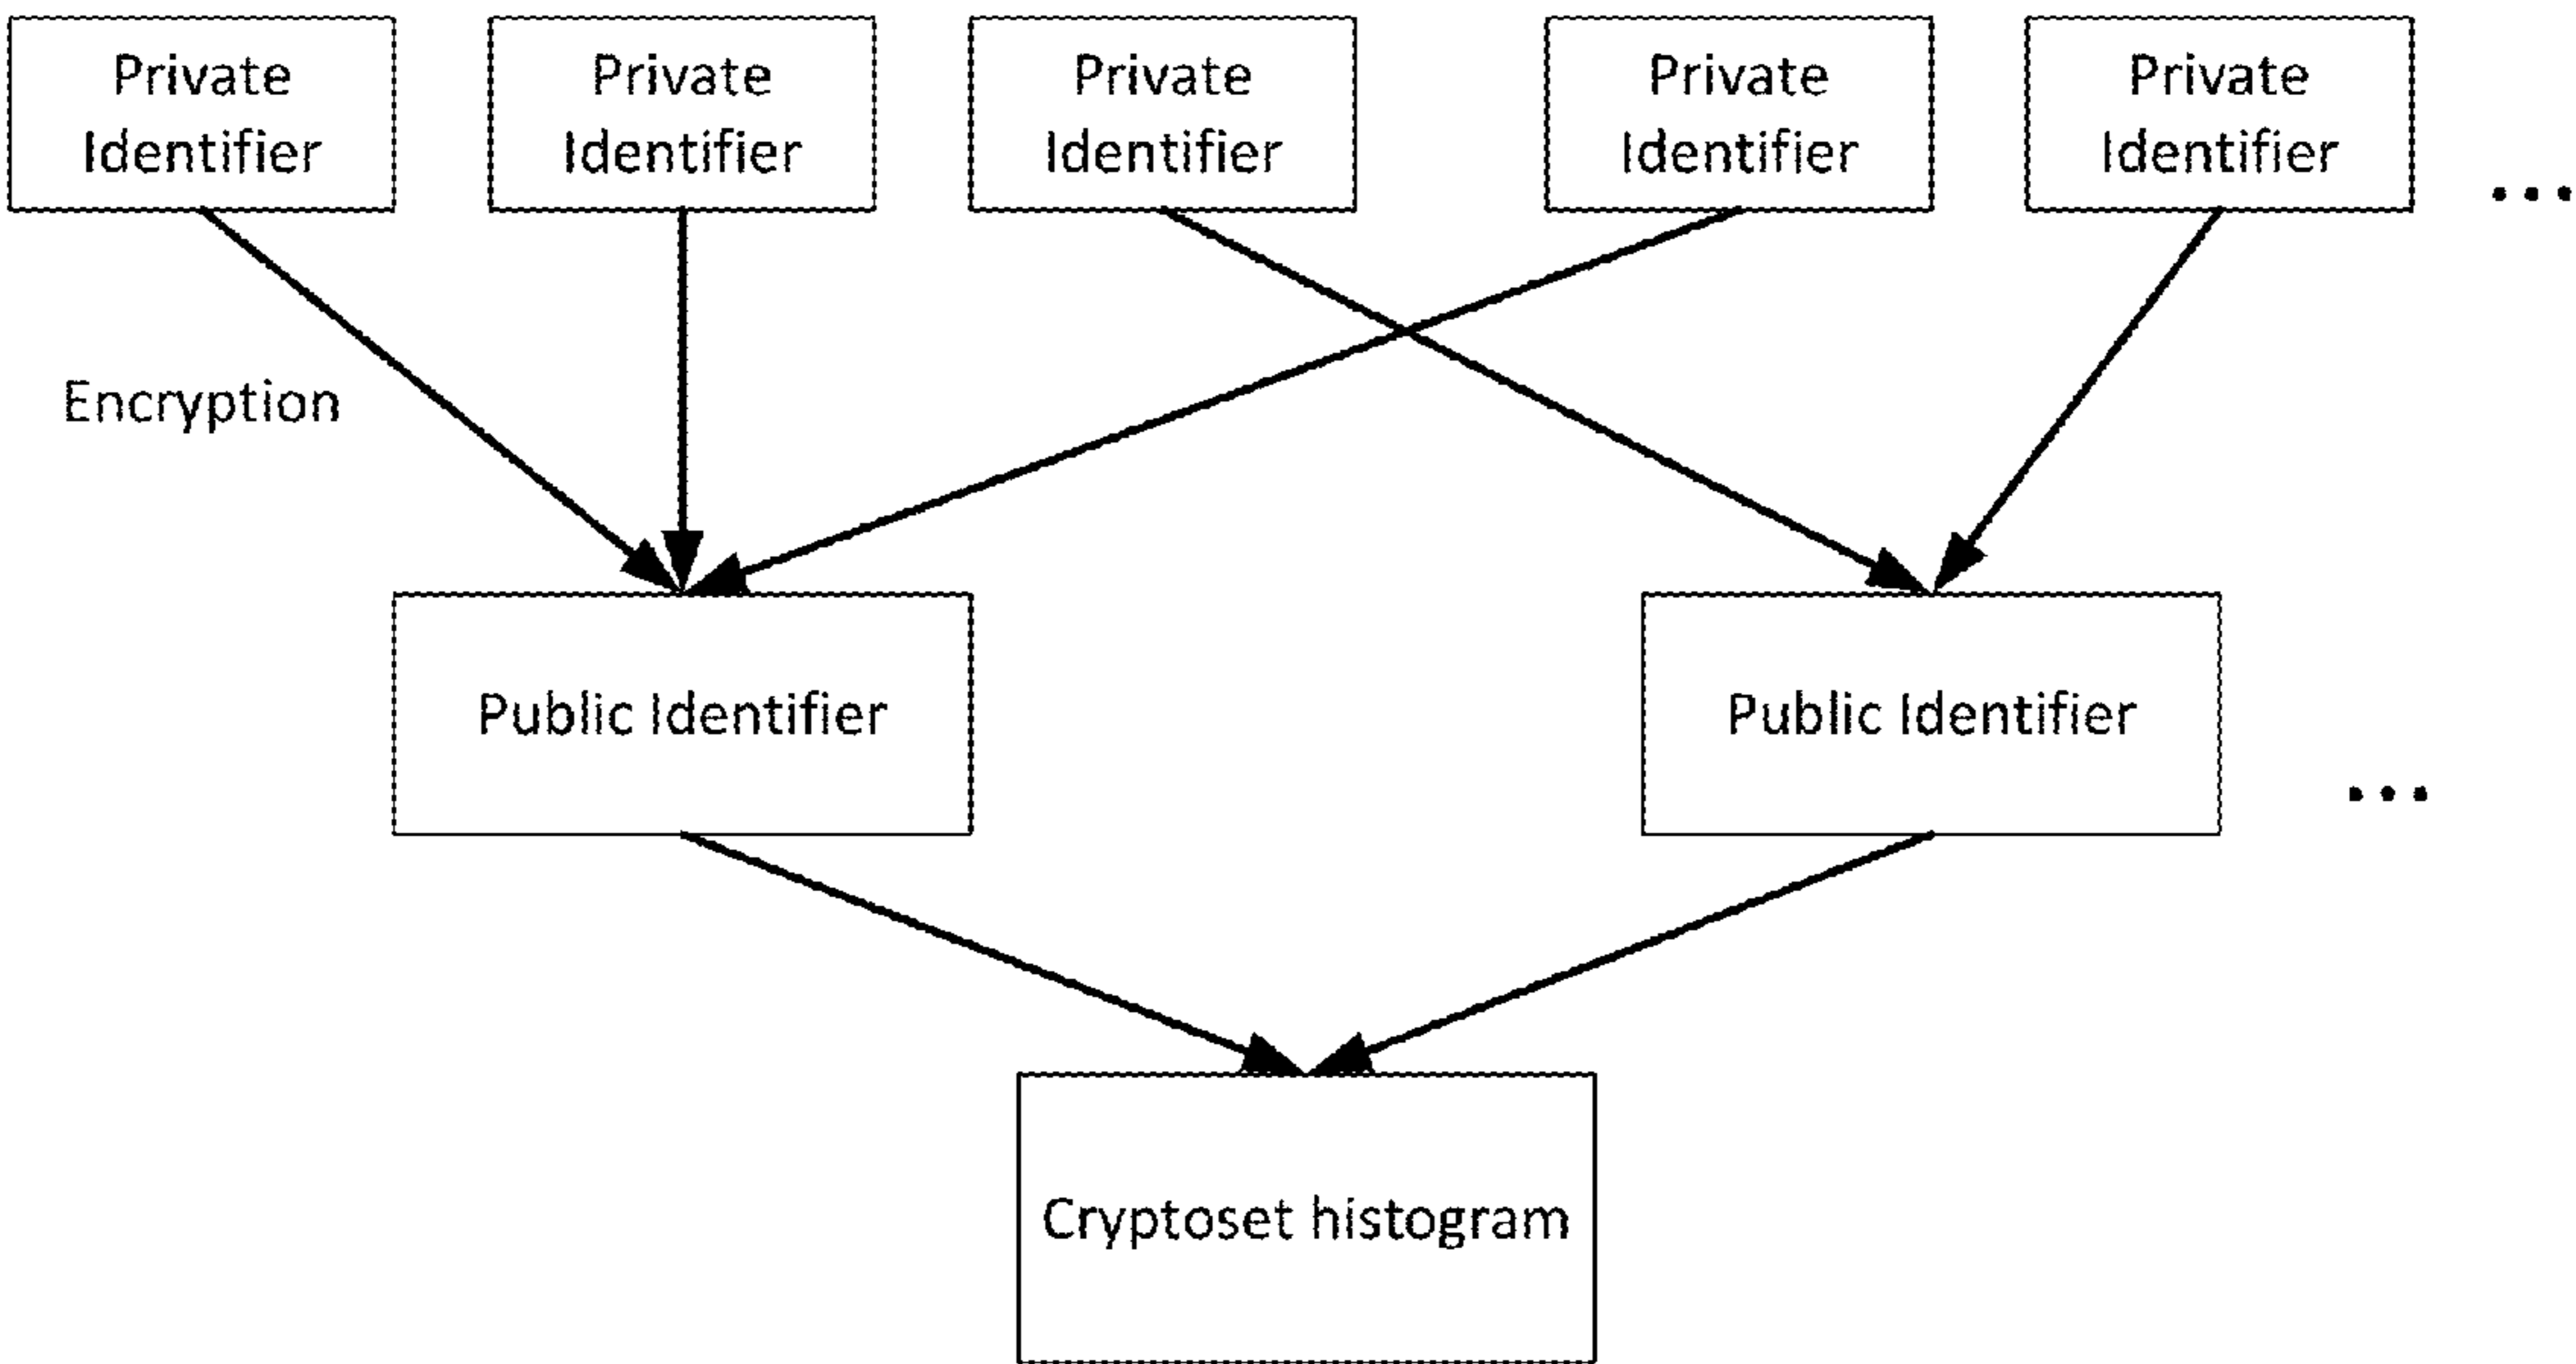 Private
Identifier
Private
Identifier
Private
Identifier
Private
Identifier
Private
Identifier
...
Encryption
Public Identifier
Public Identifier
...
Cryptoset histogram